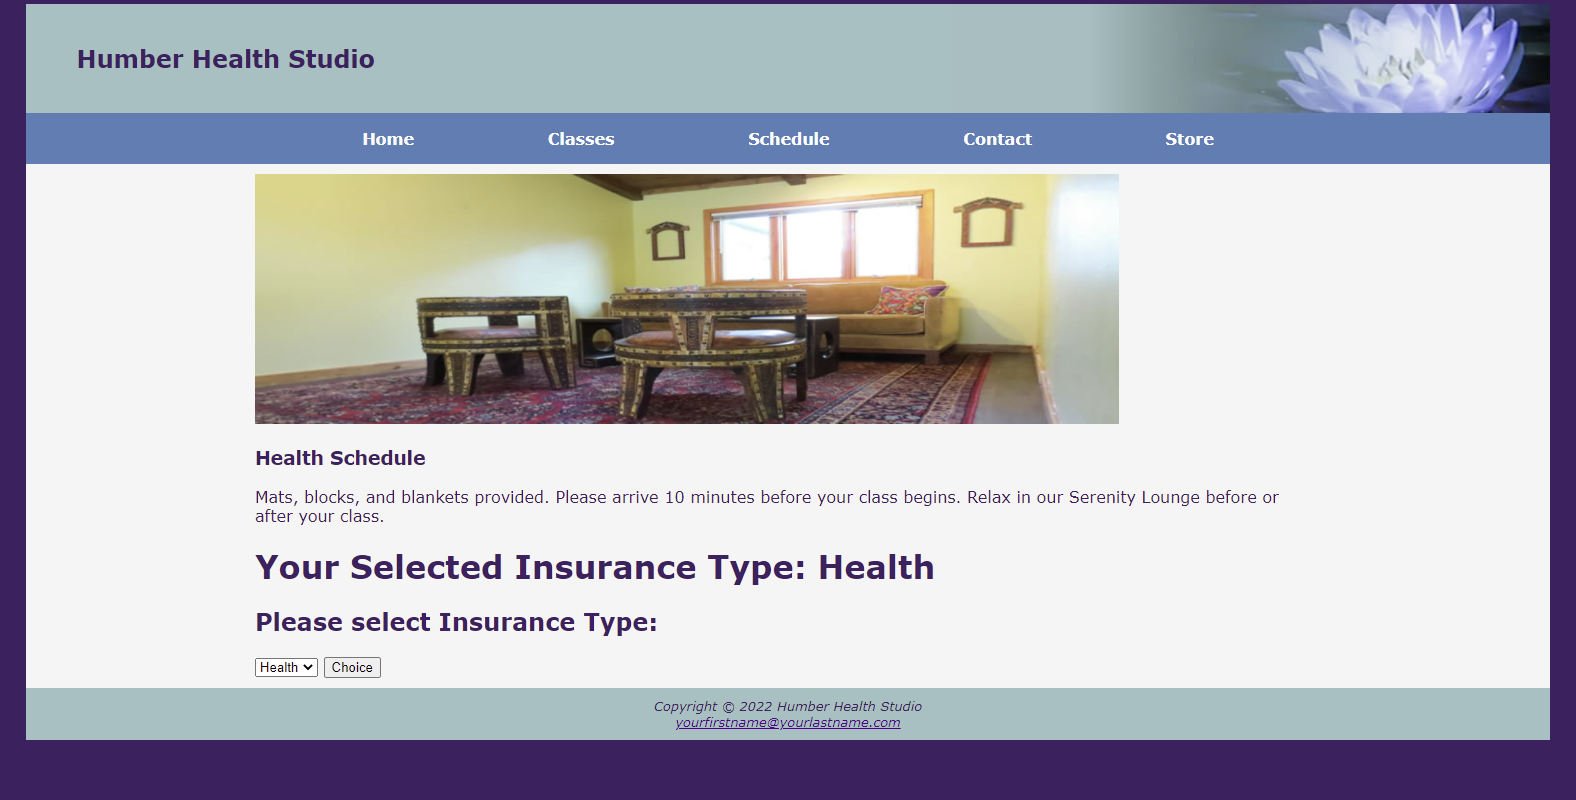 Humber Health Studio
Home Classes Schedule Contact Store
Health Schedule
Mats, blocks, and blankets provided. Please arrive 10 minutes before your class begins. Relax in our Serenity Lounge before or
after your class.
Your Selected Insurance Type: Health
Please select Insurance Type:
Health Choice
Copyright © 2022 Humber Health Studio
yourfirstname@yourlastname.com